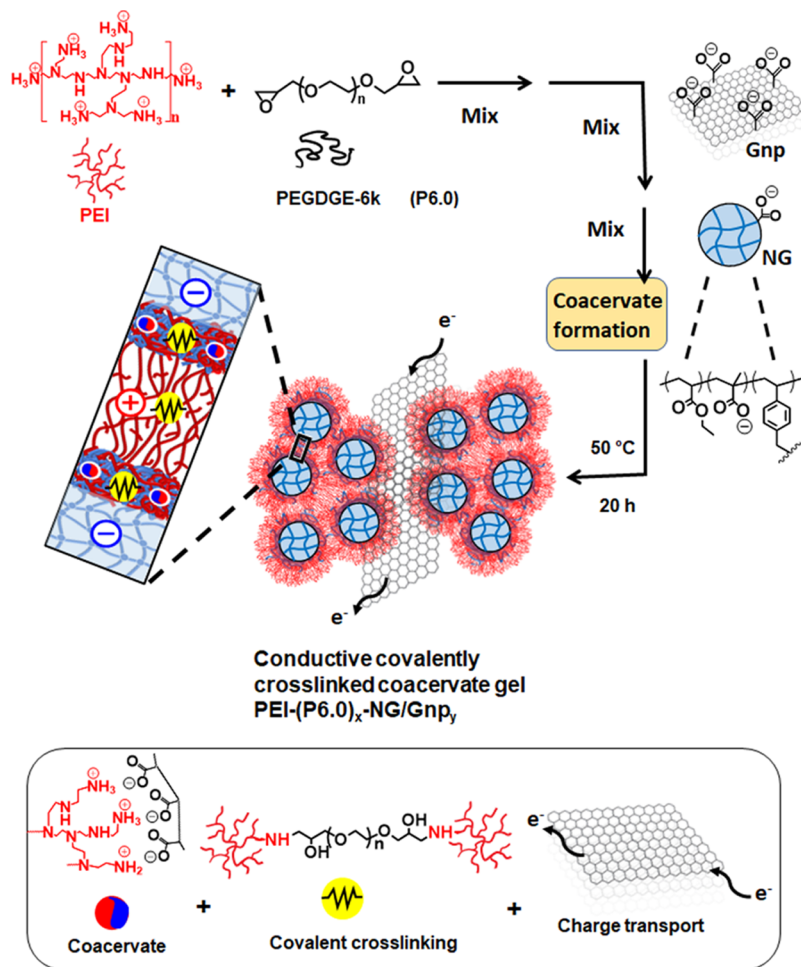 PEI
+
PEGDGE-6k (P6.0)
Mix
Mix
Gnp
Mix
NG
Coacervate
formation
e-
50 °C
20 h
e-
Conductive covalently
crosslinked coacervate gel
PEI-(P6.0)x-NG/Gnpy
Coacervate
+
Covalent crosslinking
+
e-
e-
Charge transport